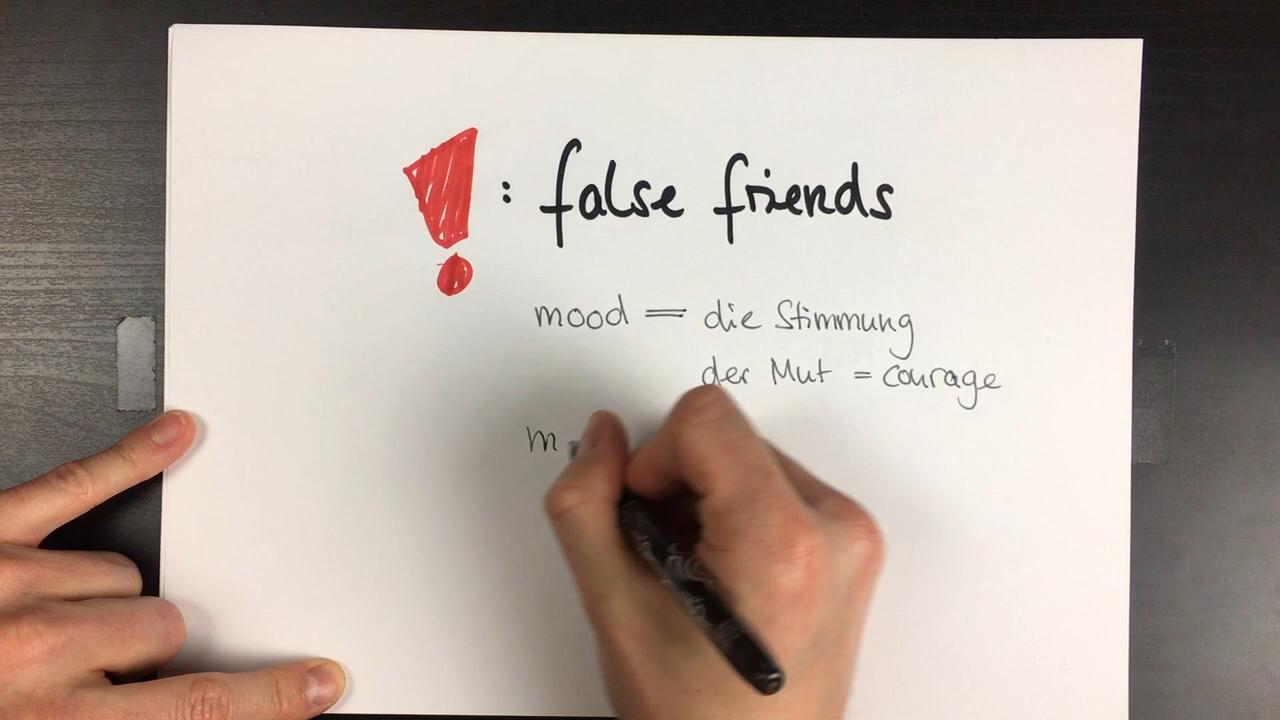 ! : false friends
mood = die Stimmung
der Mut = courage
m